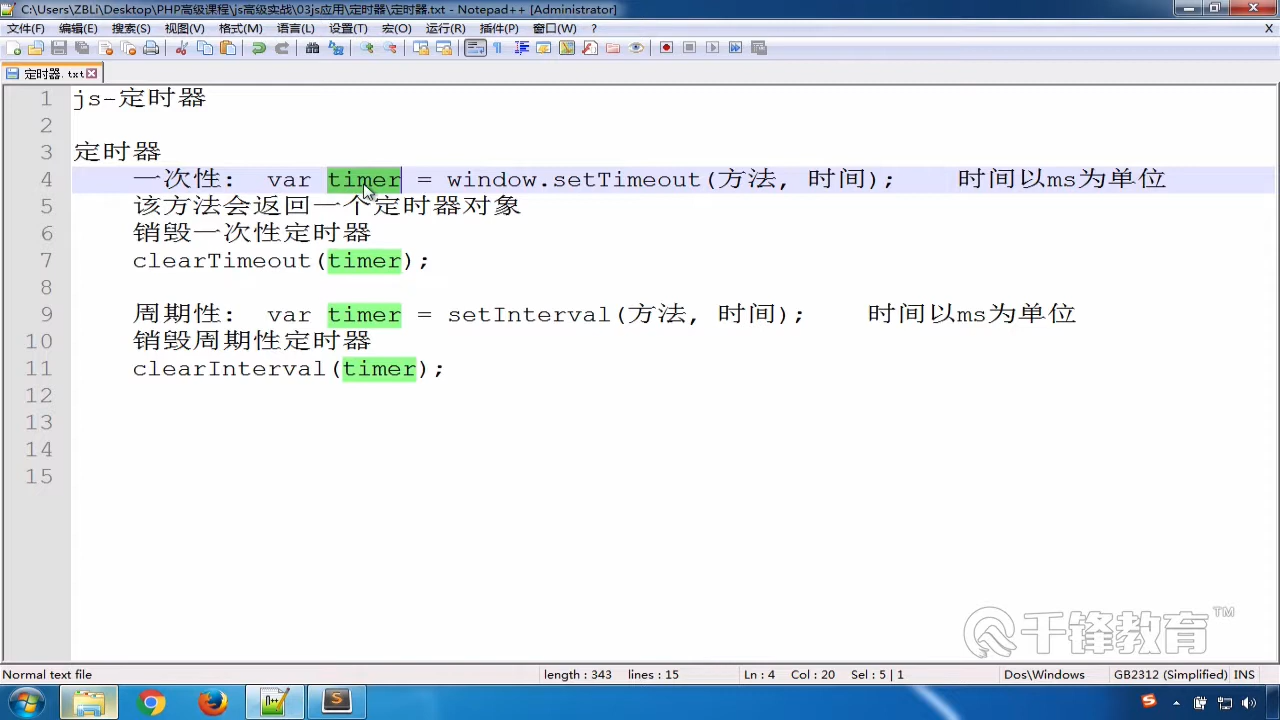 C:\Users\ZBLi\Desktop\PHP高级课程\js高级实战\03js应用\定时器\定时器.txt - Notepad++ [Administrator]
文件(F) 编辑(E) 搜索(S) 视图(V) 格式(M) 语言(L) 设置(T) 宏(O) 运行(R) 插件(P) 窗口(W) ? X
定时器.txt
1 js-定时器
2
3 定时器
4 一次性: var timer = window.setTimeout(方法, 时间); 时间以ms为单位
5 该方法会返回一个定时器对象
6 销毁一次性定时器
7 clearTimeout(timer);
8
9 周期性: var timer = setInterval(方法, 时间); 时间以ms为单位
10 销毁周期性定时器
11 clearInterval(timer);
12
13
14
15
千锋教育™
Normal text file length : 343 lines : 15 Ln : 4 Col : 20 Sel : 5 | 1 Dos\Windows GB2312 (Simplified) INS